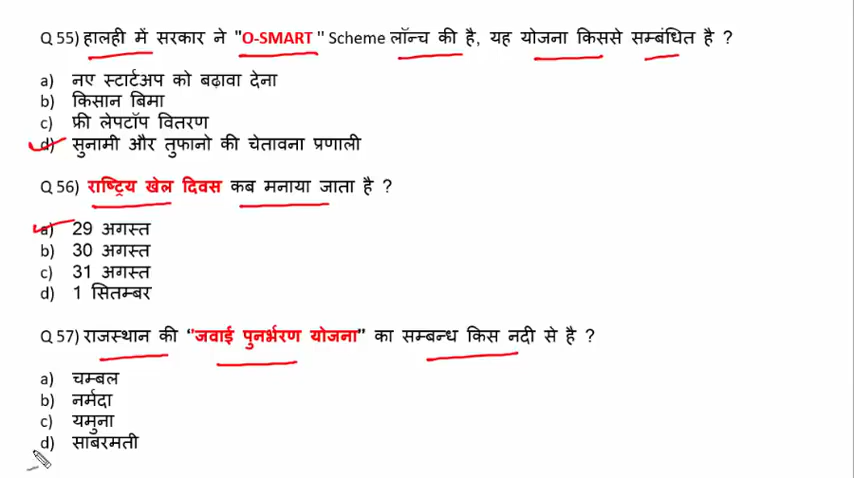 Q 55) हालही में सरकार ने "O-SMART " Scheme लॉन्च की है, यह योजना किससे सम्बंधित है ?
a) नए स्टार्टअप को बढ़ावा देना
b) किसान बिमा
c) फ्री लेपटॉप वितरण
d) सुनामी और तुफानो की चेतावना प्रणाली
Q 56) राष्ट्रिय खेल दिवस कब मनाया जाता है ?
a) 29 अगस्त
b) 30 अगस्त
c) 31 अगस्त
d) 1 सितम्बर
Q 57) राजस्थान की "जवाई पुनर्भरण योजना" का सम्बन्ध किस नदी से है ?
a) चम्बल
b) नर्मदा
c) यमुना
d) साबरमती